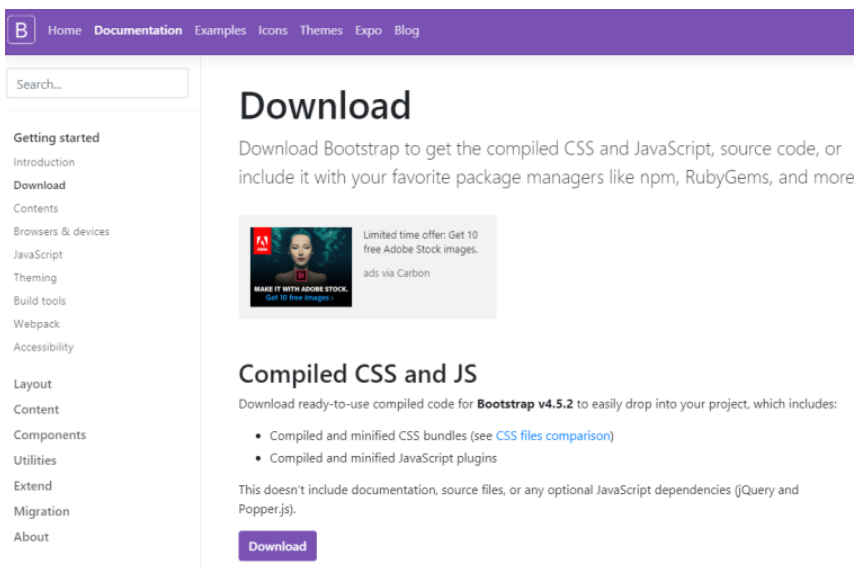 B Home Documentation Examples Icons Themes Expo Blog
Search...
Getting started
Introduction
Download
Contents
Browsers & devices
JavaScript
Theming
Build tools
Webpack
Accessibility
Layout
Content
Components
Utilities
Extend
Migration
About
Download
Download Bootstrap to get the compiled CSS and JavaScript, source code, or
include it with your favorite package managers like npm, RubyGems, and more
Adobe
St
MAKE IT WITH ADOBE STOCK.
Get 10 free images ›
Limited time offer: Get 10
free Adobe Stock images.
ads via Carbon
Compiled CSS and JS
Download ready-to-use compiled code for Bootstrap v4.5.2 to easily drop into your project, which includes:
• Compiled and minified CSS bundles (see CSS files comparison)
• Compiled and minified JavaScript plugins
This doesn't include documentation, source files, or any optional JavaScript dependencies (jQuery and
Popper.js).
Download